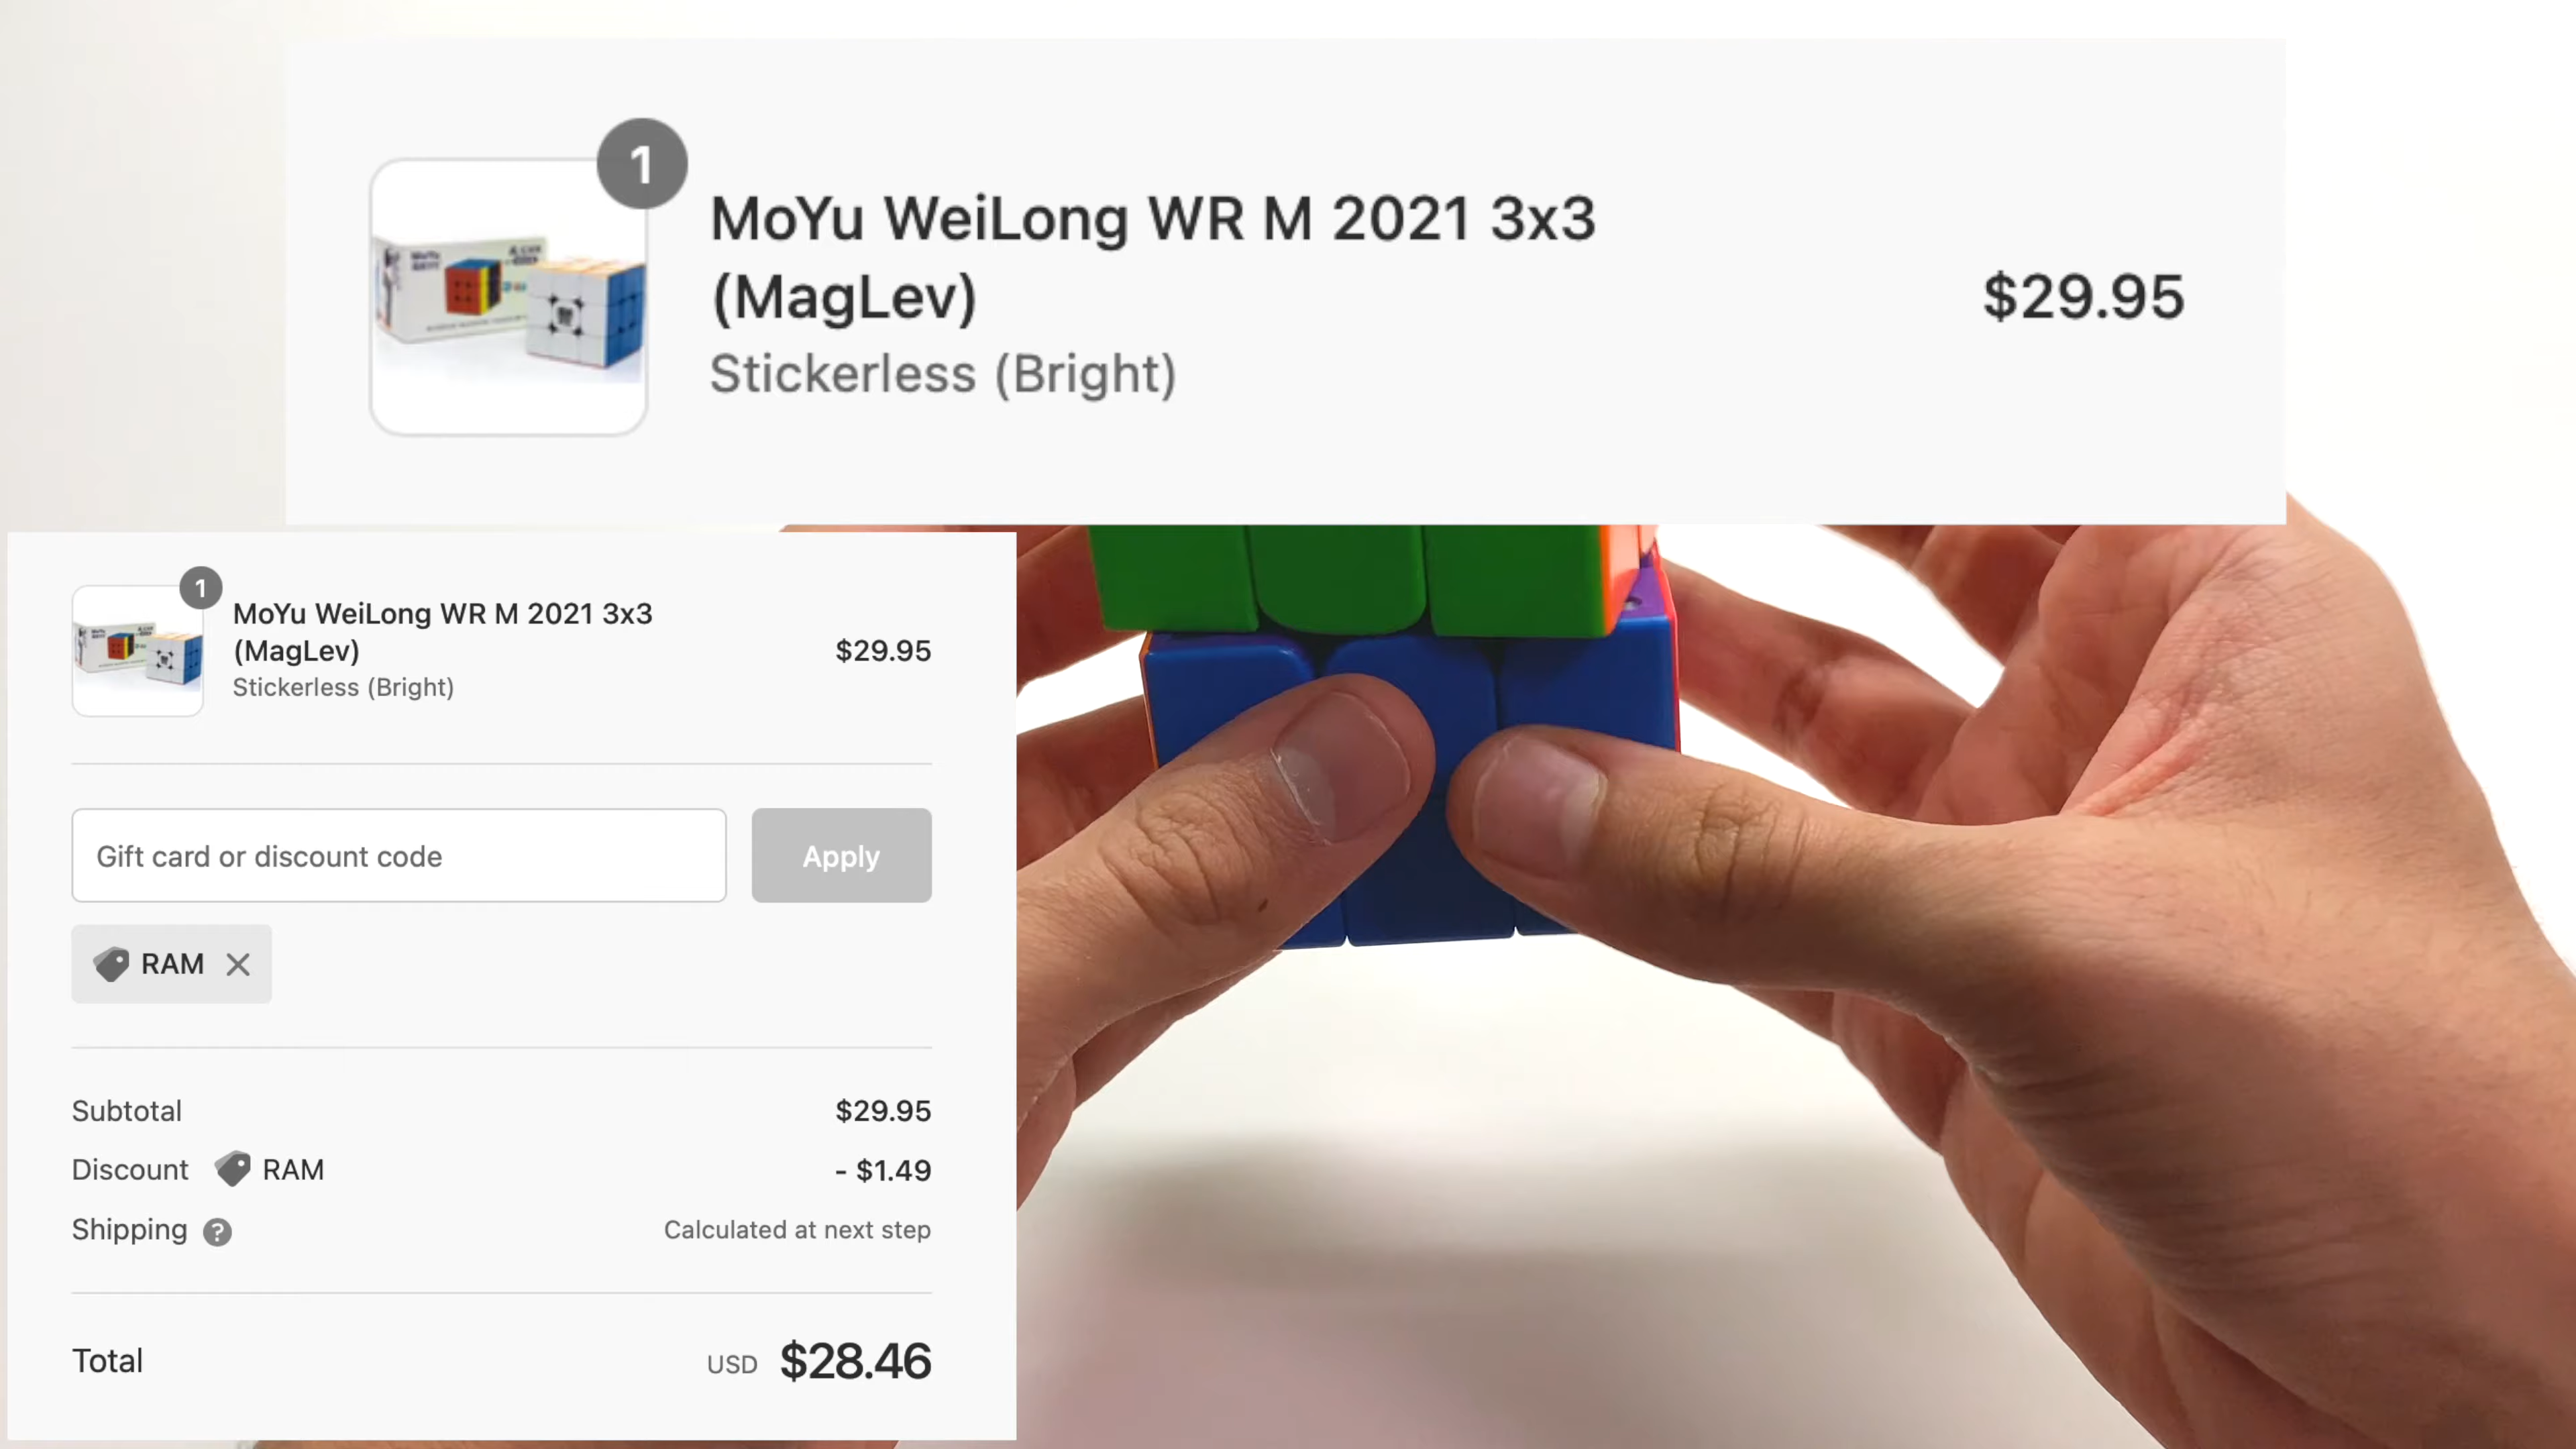 1
MoYu WeiLong WR M 2021 3x3
(MagLev)
$29.95
Stickerless (Bright)
1
MoYu WeiLong WR M 2021 3x3
(MagLev)
$29.95
Stickerless (Bright)
Gift card or discount code
Apply
RAM
Subtotal
$29.95
Discount RAM
- $1.49
Shipping ?
Calculated at next step
Total
USD $28.46